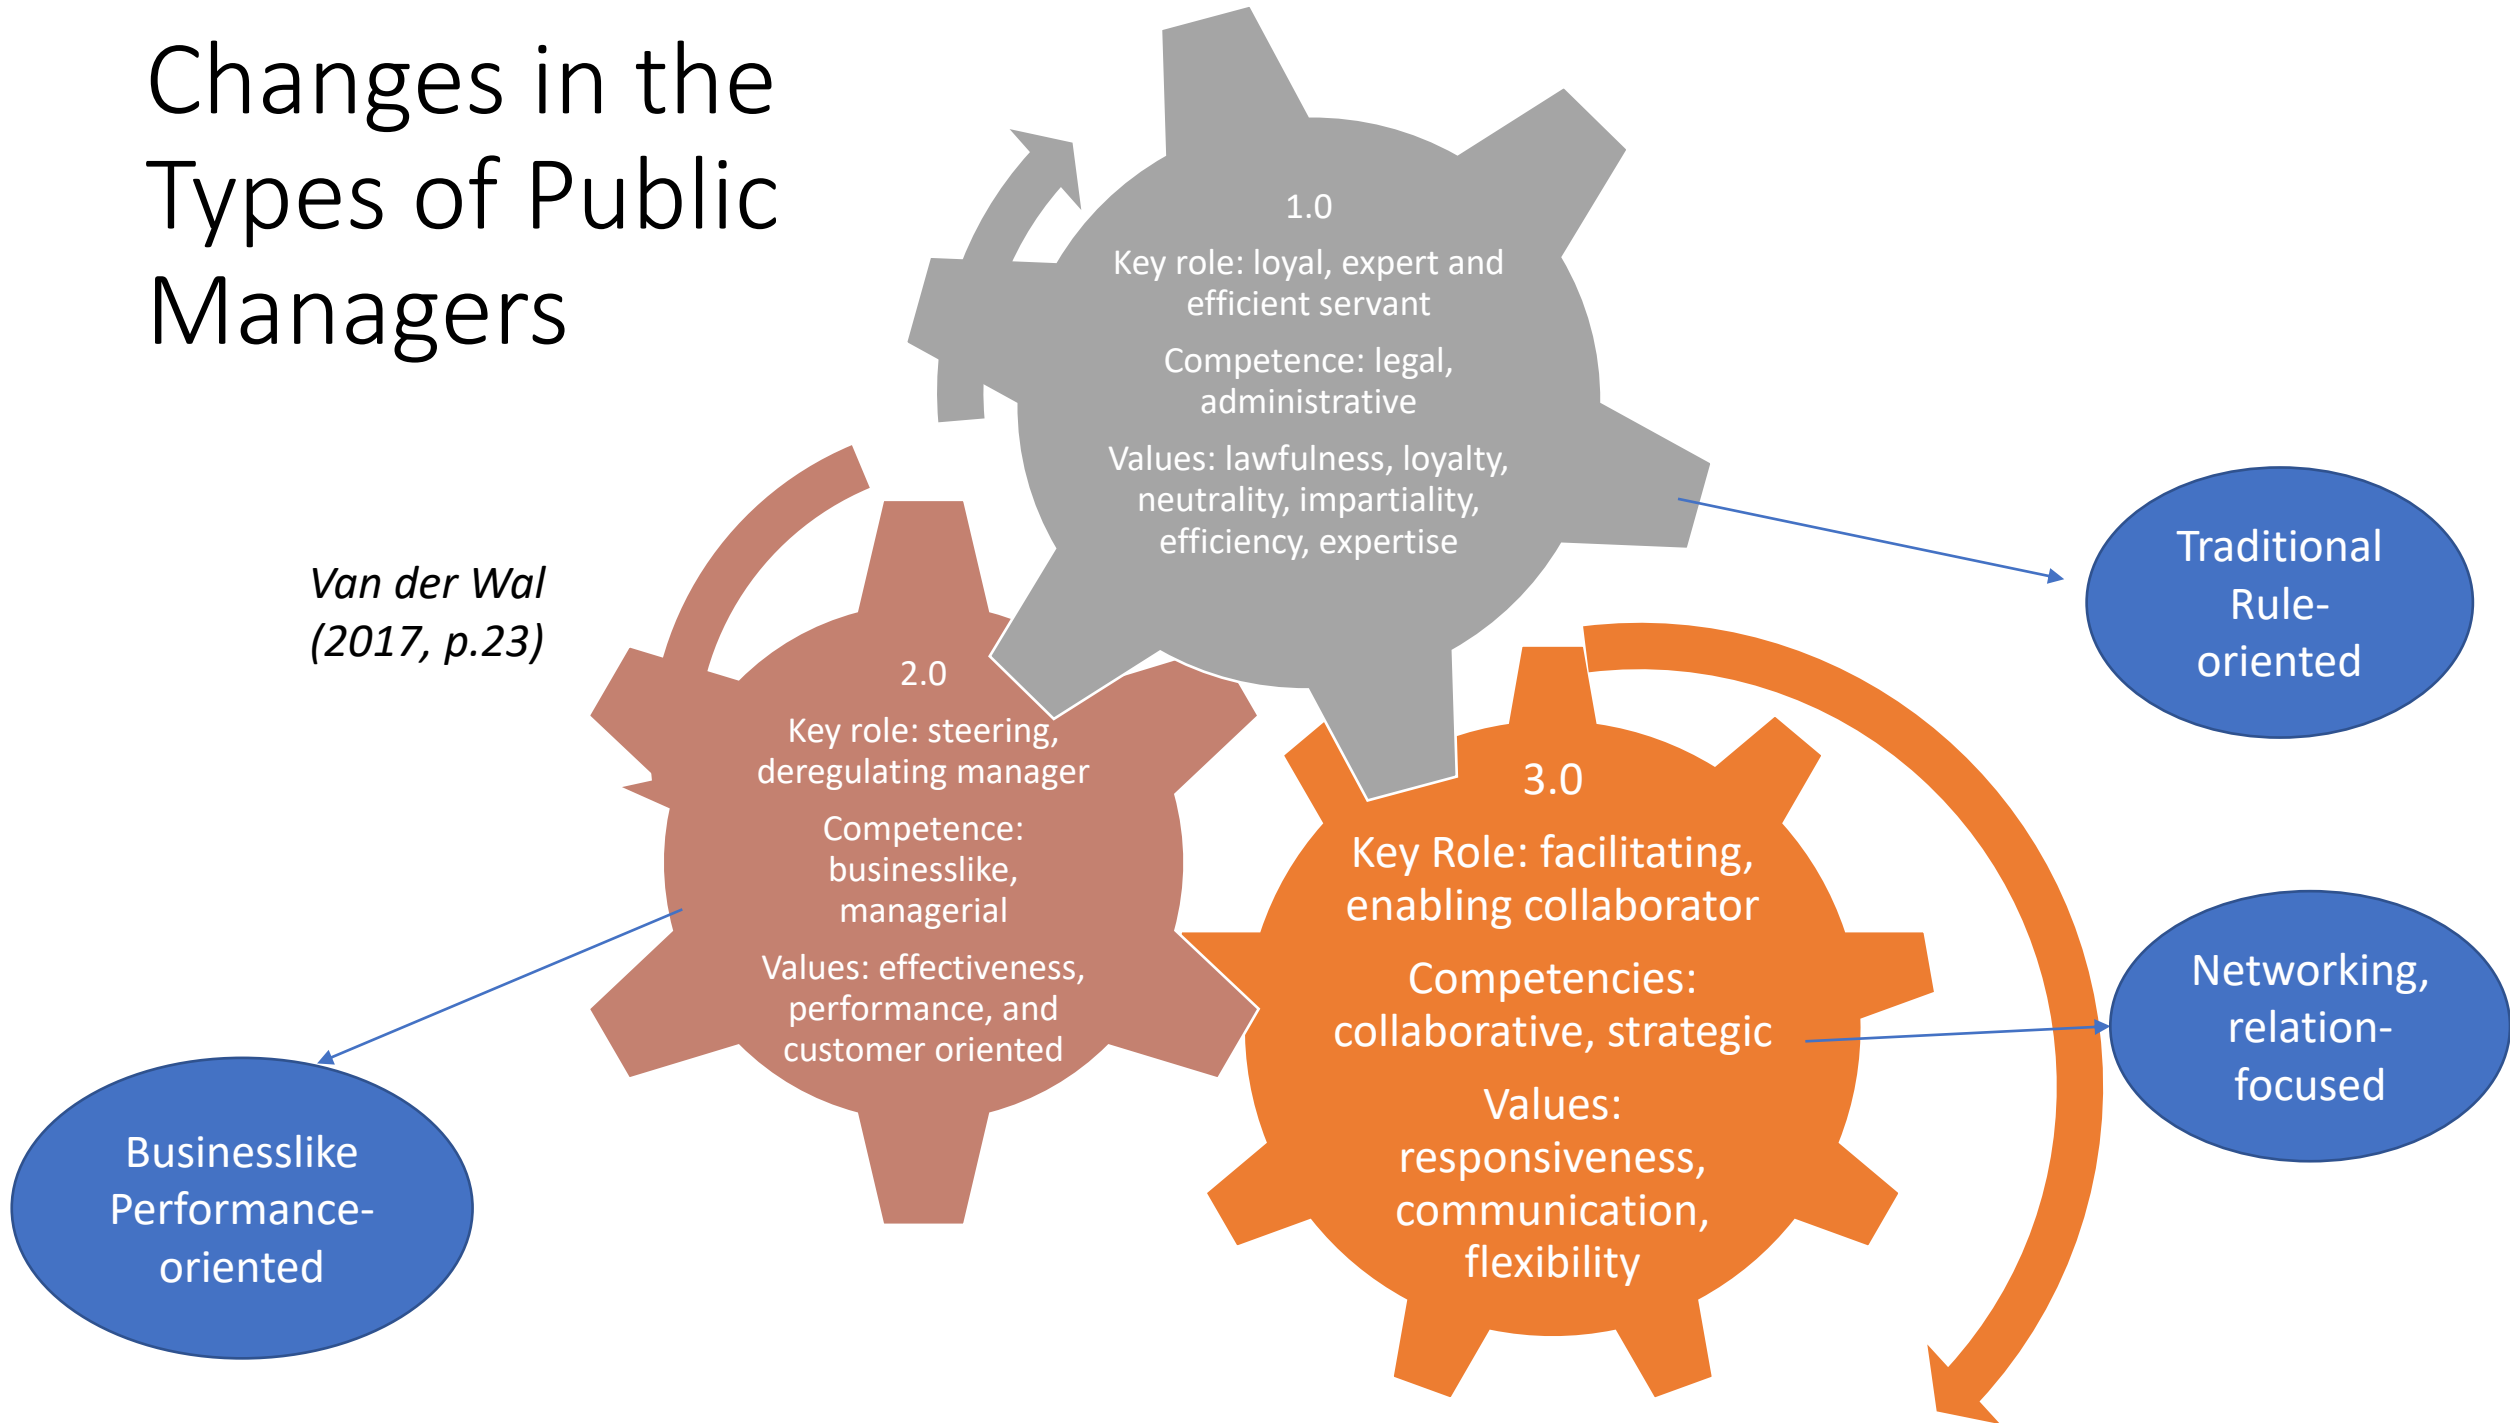 Changes in the
Types of Public
Managers
Van der Wal
(2017, p.23)
1.0
Key role: loyal, expert and
efficient servant
Competence: legal,
administrative
Values: lawfulness, loyalty,
neutrality, impartiality,
efficiency, expertise
Traditional
Rule-
oriented
2.0
Key role: steering,
deregulating manager
Competence:
businesslike,
managerial
Values: effectiveness,
performance, and
customer oriented
Businesslike
Performance-
oriented
3.0
Key Role: facilitating,
enabling collaborator
Competencies:
collaborative, strategic
Values:
responsiveness,
communication,
flexibility
Networking,
relation-
focused